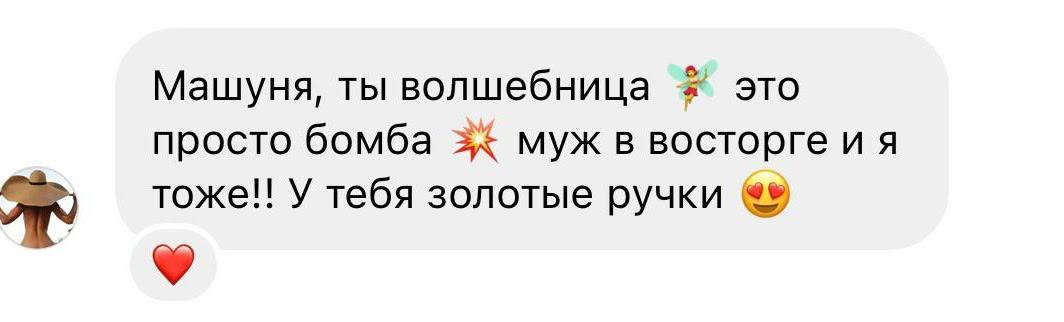 Машуня, ты волшебница 🧚‍♀️ это
просто бомба 💥 муж в восторге и я
тоже!! У тебя золотые ручки 😍
❤️